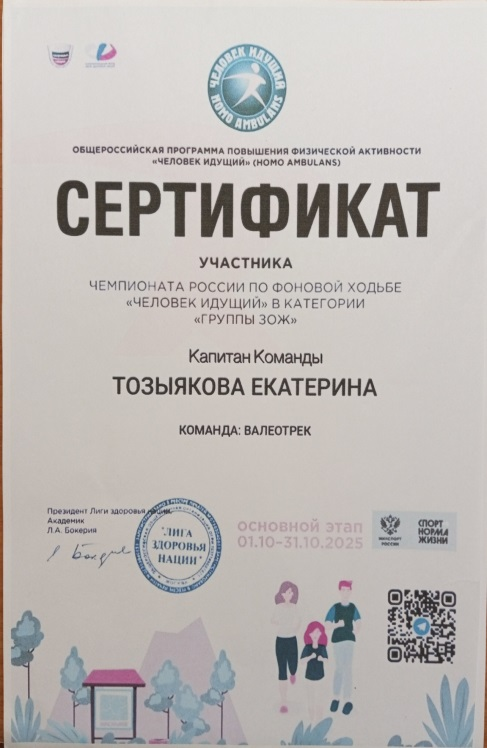 ЧЕЛОВЕК ИДУЩИЙ
HOMO AMBULANS
ОБЩЕРОССИЙСКАЯ ПРОГРАММА ПОВЫШЕНИЯ ФИЗИЧЕСКОЙ АКТИВНОСТИ
«ЧЕЛОВЕК ИДУЩИЙ» (HOMO AMBULANS)
СЕРТИФИКАТ
УЧАСТНИКА
ЧЕМПИОНАТА РОССИИ ПО ФОНОВОЙ ХОДЬБЕ
«ЧЕЛОВЕК ИДУЩИЙ» В КАТЕГОРИИ
«ГРУППЫ ЗОЖ»
Капитан Команды
ТОЗЫЯКОВА ЕКАТЕРИНА
КОМАНДА: ВАЛЕОТРЕК
Президент Лиги здоровья нации,
Академик
Л.А. Бокерия
"ЛИГА
ЗДОРОВЬЯ
НАЦИИ"
ОСНОВНОЙ ЭТАП
01.10-31.10.2025
МИНСПОРТ
РОССИИ
СПОРТ
НОРМА
ЖИЗНИ